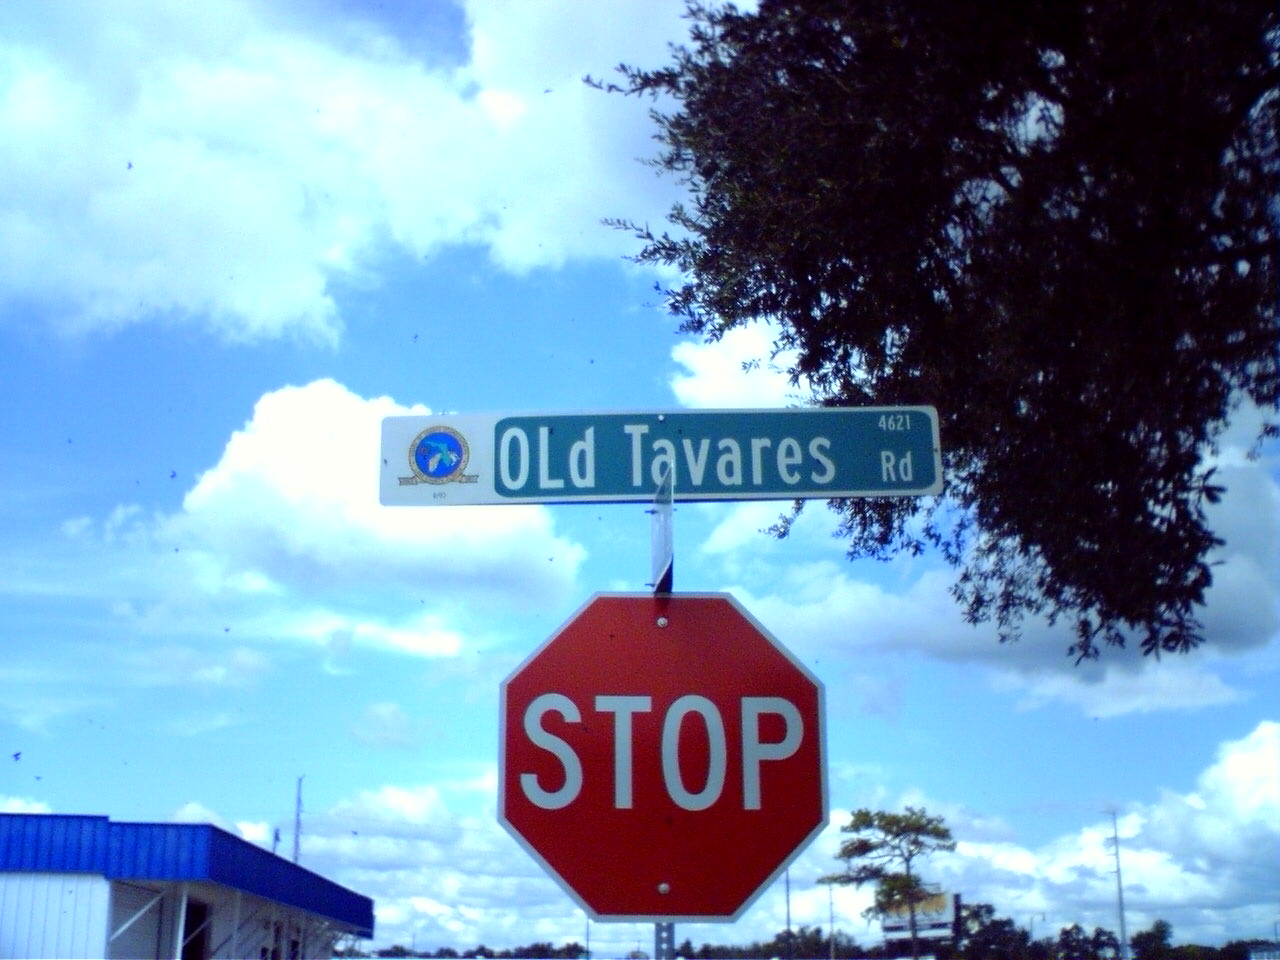 OLd Tavares
4621
Rd
STOP